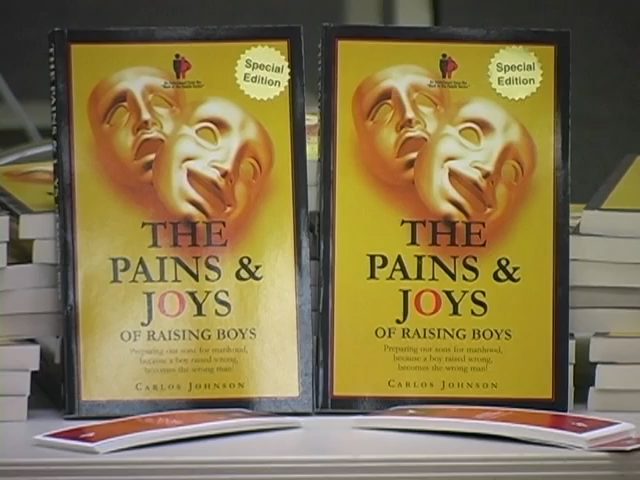 Special
Edition
THE
PAINS &
JOYS
OF RAISING BOYS
Preparing our sons for manhood,
because a boy raised wrong,
becomes the wrong man!
CARLOS JOHNSON
Special
Edition
THE
PAINS &
JOYS
OF RAISING BOYS
Preparing our sons for manhood,
because a boy raised wrong,
becomes the wrong man!
CARLOS JOHNSON